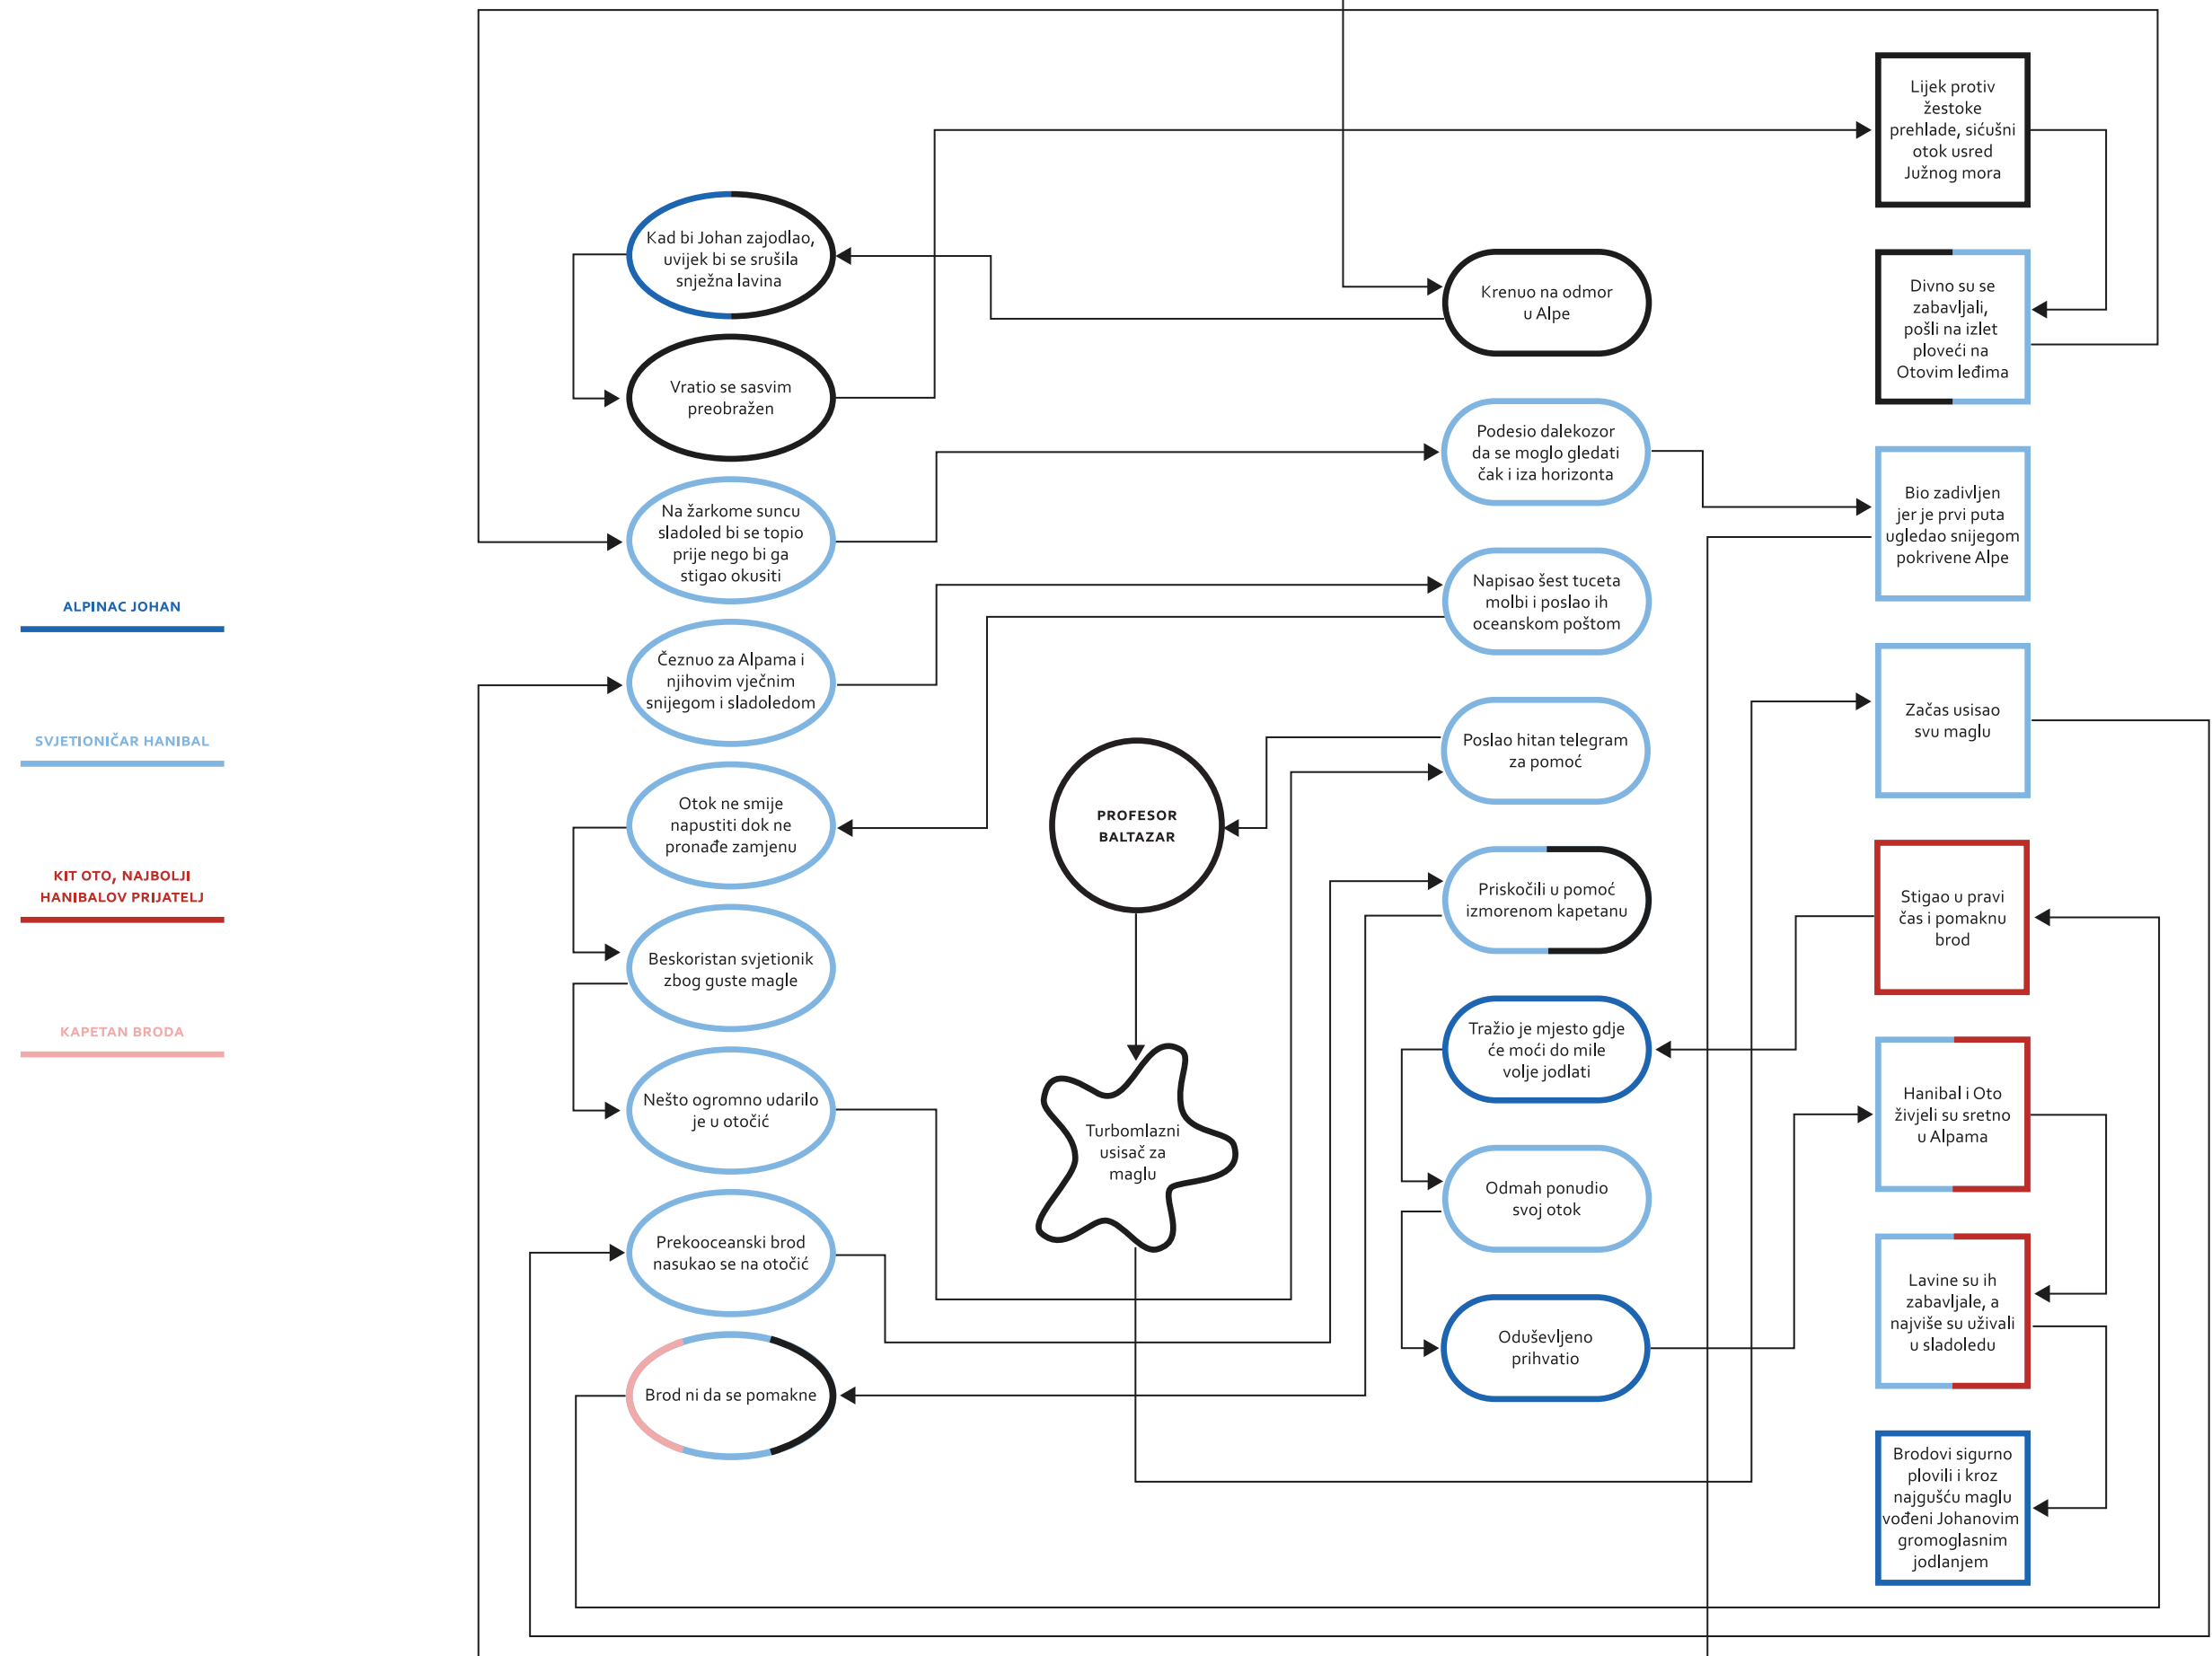 ALPINAC JOHAN
SVJETIONIČAR HANIBAL
KIT OTO, NAJBOLJI
HANIBALOV PRIJATELJ
KAPETAN BRODA
Kad bi Johan zajodlao,
uvijek bi se srušila
snježna lavina
Vratio se sasvim
preobražen
Na žarkome suncu
sladoled bi se topio
prije nego bi ga
stigao okusiti
Čeznuo za Alpama i
njihovim vječnim
snijegom i sladoledom
Otok ne smije
napustiti dok ne
pronađe zamjenu
Beskoristan svjetionik
zbog guste magle
Nešto ogromno udarilo
je u otočić
Prekooceanski brod
nasukao se na otočić
Brod ni da se pomakne
PROFESOR
BALTAZAR
Turbomlazni
usisač za
maglu
Krenuo na odmor
u Alpe
Podesio dalekozor
da se moglo gledati
čak i iza horizonta
Napisao šest tuceta
molbi i poslao ih
oceanskom poštom
Poslao hitan telegram
za pomoć
Priskočili u pomoć
izmorenom kapetanu
Tražio je mjesto gdje
će moći do mile
volje jodlati
Odmah ponudio
svoj otok
Oduševljeno
prihvatio
Lijek protiv
žestoke
prehlade, sićušni
otok usred
Južnog mora
Divno su se
zabavljali,
pošli na izlet
ploveći na
Otovim leđima
Bio zadivljen
jer je prvi puta
ugledao snijegom
pokrivene Alpe
Začas usisao
svu maglu
Stigao u pravi
čas i pomaknu
brod
Hanibal i Oto
živjeli su sretno
u Alpama
Lavine su ih
zabavljale, a
najviše su uživali
u sladoledu
Brodovi sigurno
plovili i kroz
najgušću maglu
vođeni Johanovim
gromoglasnim
jodlanjem